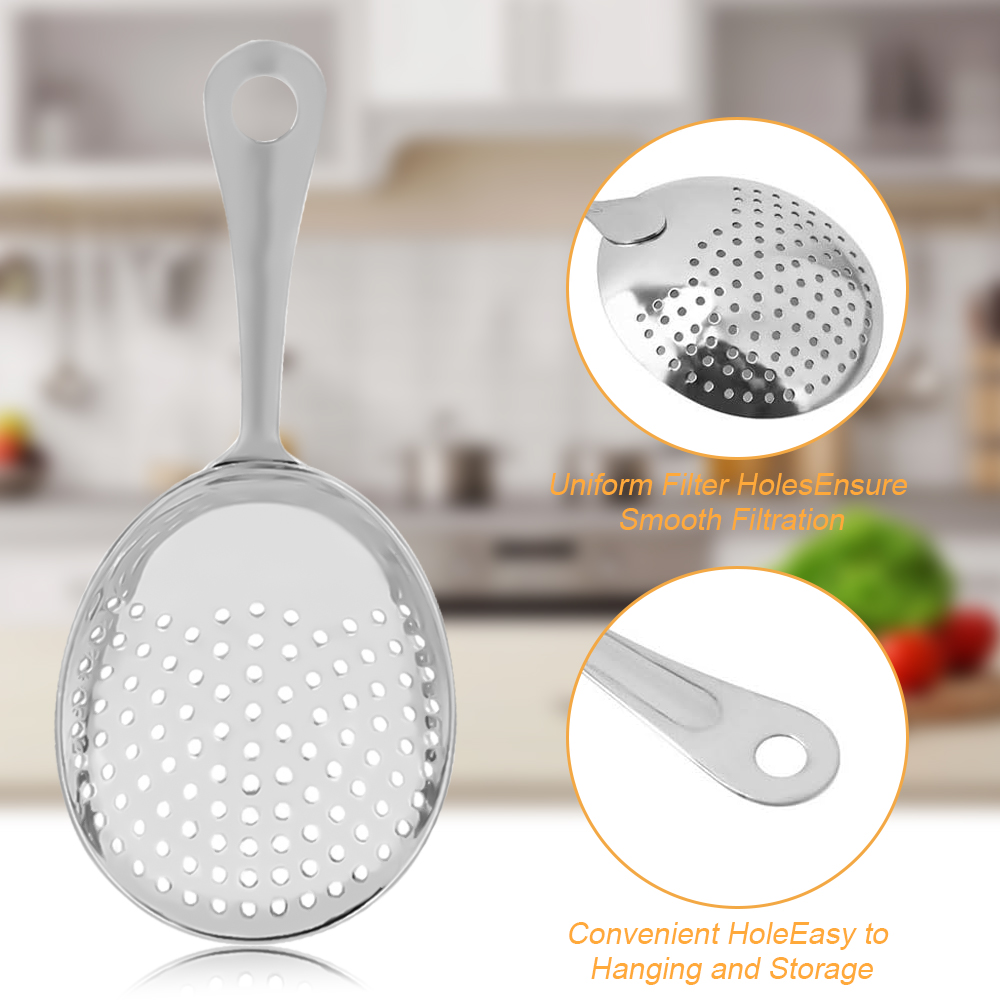 Uniform Filter HolesEnsure
Smooth Filtration
Convenient HoleEasy to
Hanging and Storage